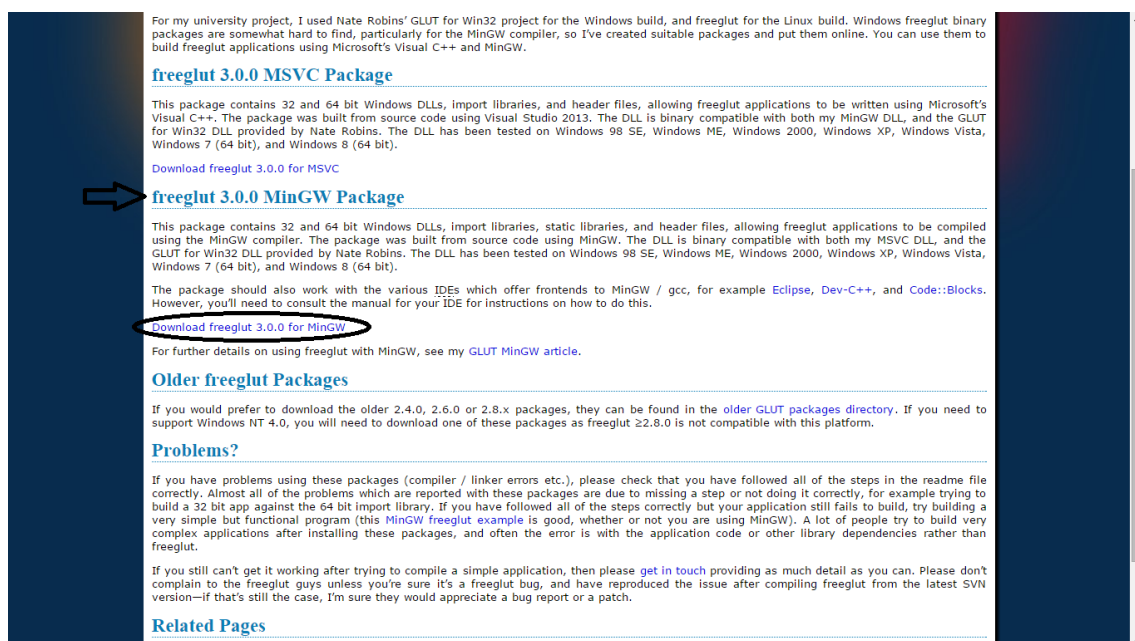 For my university project, I used Nate Robins' GLUT for Win32 project for the Windows build, and freeglut for the Linux build. Windows freeglut binary
packages are somewhat hard to find, particularly for the MinGW compiler, so I've created suitable packages and put them online. You can use them to
build freeglut applications using Microsoft's Visual C++ and MinGW.
freeglut 3.0.0 MSVC Package
This package contains 32 and 64 bit Windows DLLs, import libraries, and header files, allowing freeglut applications to be written using Microsoft's
Visual C++. The package was built from source code using Visual Studio 2013. The DLL is binary compatible with both my MinGW DLL, and the GLUT
for Win32 DLL provided by Nate Robins. The DLL has been tested on Windows 98 SE, Windows ME, Windows 2000, Windows XP, Windows Vista,
Windows 7 (64 bit), and Windows 8 (64 bit).
Download freeglut 3.0.0 for MSVC
freeglut 3.0.0 MinGW Package
This package contains 32 and 64 bit Windows DLLs, import libraries, static libraries, and header files, allowing freeglut applications to be compiled
using the MinGW compiler. The package was built from source code using MinGW. The DLL is binary compatible with both my MSVC DLL, and the
GLUT for Win32 DLL provided by Nate Robins. The DLL has been tested on Windows 98 SE, Windows ME, Windows 2000, Windows XP, Windows Vista,
Windows 7 (64 bit), and Windows 8 (64 bit).
The package should also work with the various IDEs which offer frontends to MinGW / gcc, for example Eclipse, Dev-C++, and Code::Blocks.
However, you'll need to consult the manual for your IDE for instructions on how to do this.
Download freeglut 3.0.0 for MinGW
For further details on using freeglut with MinGW, see my GLUT MinGW article.
Older freeglut Packages
If you would prefer to download the older 2.4.0, 2.6.0 or 2.8.x packages, they can be found in the older GLUT packages directory. If you need to
support Windows NT 4.0, you will need to download one of these packages as freeglut ≥2.8.0 is not compatible with this platform.
Problems?
If you have problems using these packages (compiler / linker errors etc.), please check that you have followed all of the steps in the readme file
correctly. Almost all of the problems which are reported with these packages are due to missing a step or not doing it correctly, for example trying to
build a 32 bit app against the 64 bit import library. If you have followed all of the steps correctly but your application still fails to build, try building a
very simple but functional program (this MinGW freeglut example is good, whether or not you are using MinGW). A lot of people try to build very
complex applications after installing these packages, and often the error is with the application code or other library dependencies rather than
freeglut.
If you still can't get it working after trying to compile a simple application, then please get in touch providing as much detail as you can. Please don't
complain to the freeglut guys unless you're sure it's a freeglut bug, and have reproduced the issue after compiling freeglut from the latest SVN
version—if that's still the case, I'm sure they would appreciate a bug report or a patch.
Related Pages